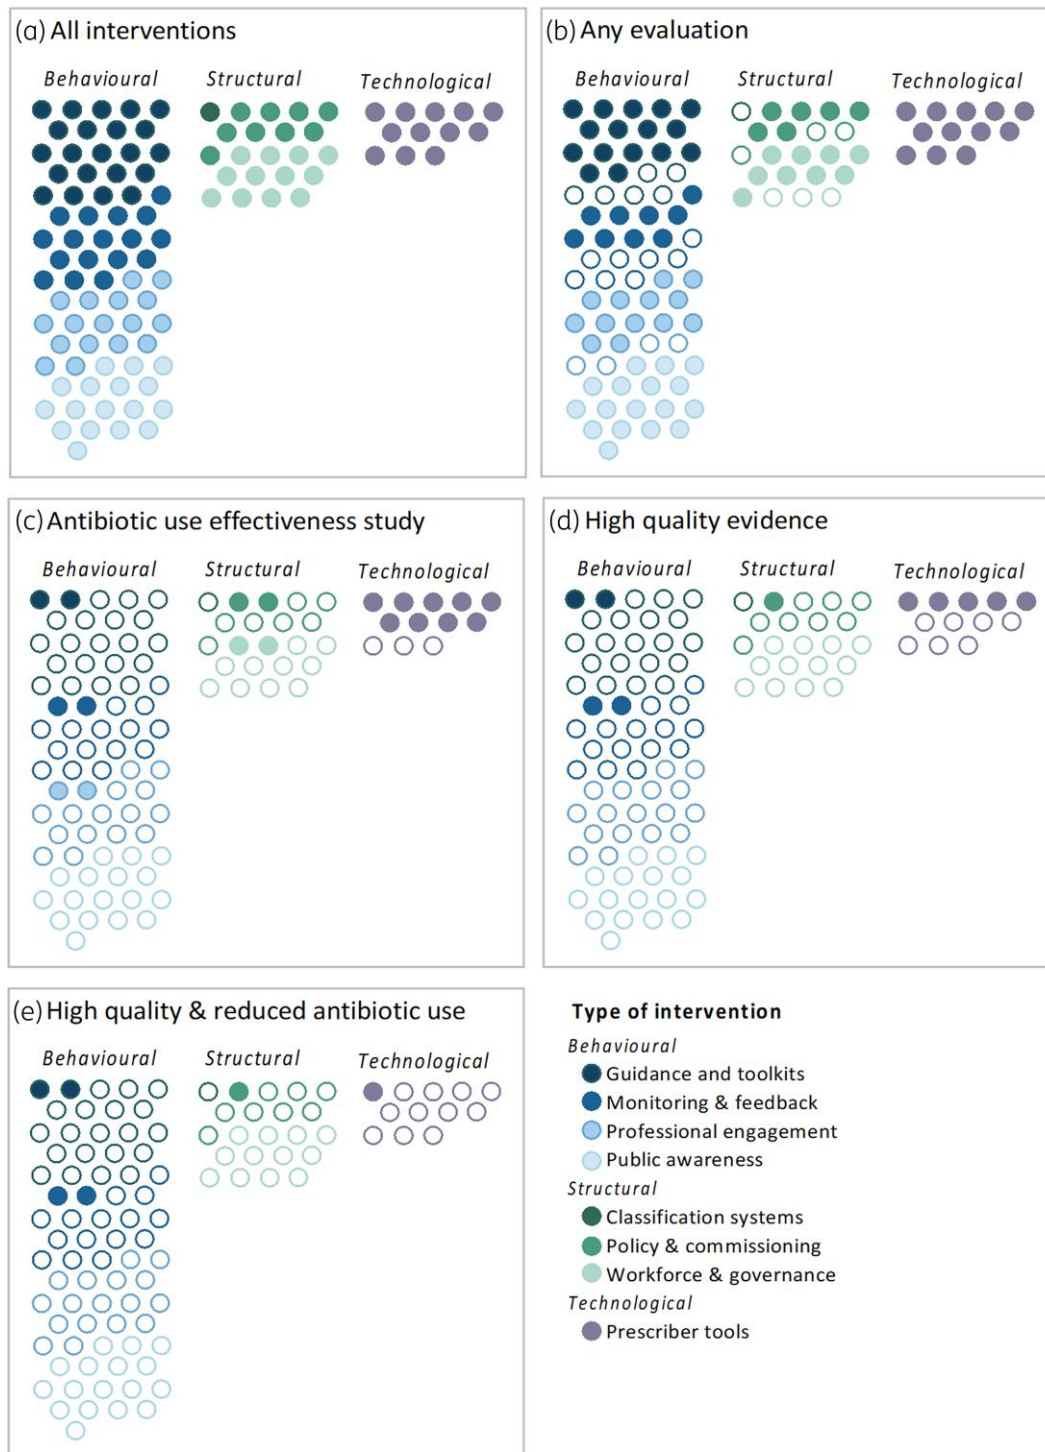 (a) All interventions
Behavioural Structural Technological
(b) Any evaluation
Behavioural Structural Technological
(c) Antibiotic use effectiveness study
Behavioural Structural Technological
(d) High quality evidence
Behavioural Structural Technological
(e) High quality & reduced antibiotic use
Behavioural Structural Technological
Type of intervention
Behavioural
Guidance and toolkits
Monitoring & feedback
Professional engagement
Public awareness
Structural
Classification systems
Policy & commissioning
Workforce & governance
Technological
Prescriber tools